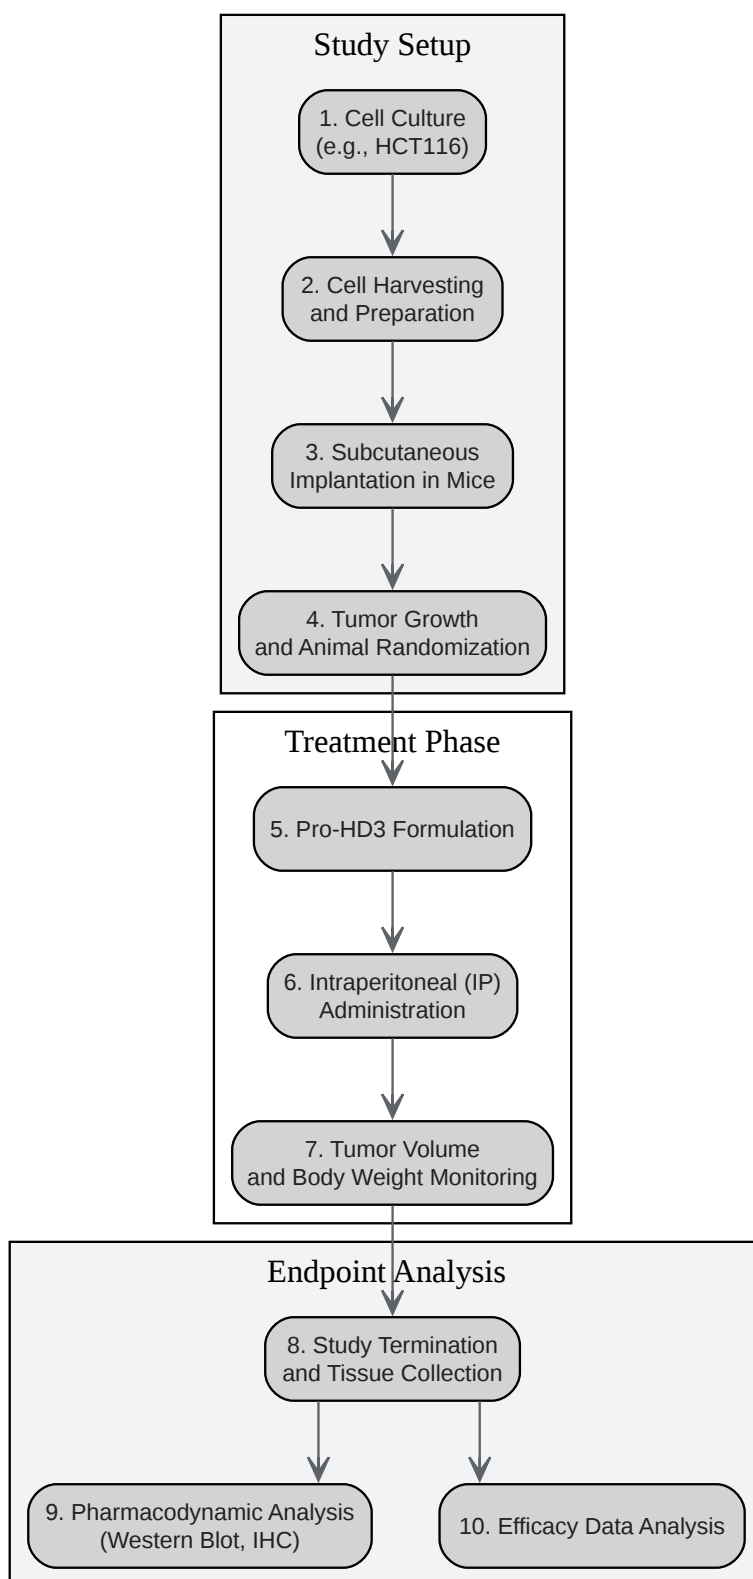 Study Setup
1. Cell Culture
(e.g., HCT116)
2. Cell Harvesting
and Preparation
3. Subcutaneous
Implantation in Mice
4. Tumor Growth
and Animal Randomization
Treatment Phase
5. Pro-HD3 Formulation
6. Intraperitoneal (IP)
Administration
7. Tumor Volume
and Body Weight Monitoring
Endpoint Analysis
8. Study Termination
and Tissue Collection
9. Pharmacodynamic Analysis
(Western Blot, IHC)
10. Efficacy Data Analysis